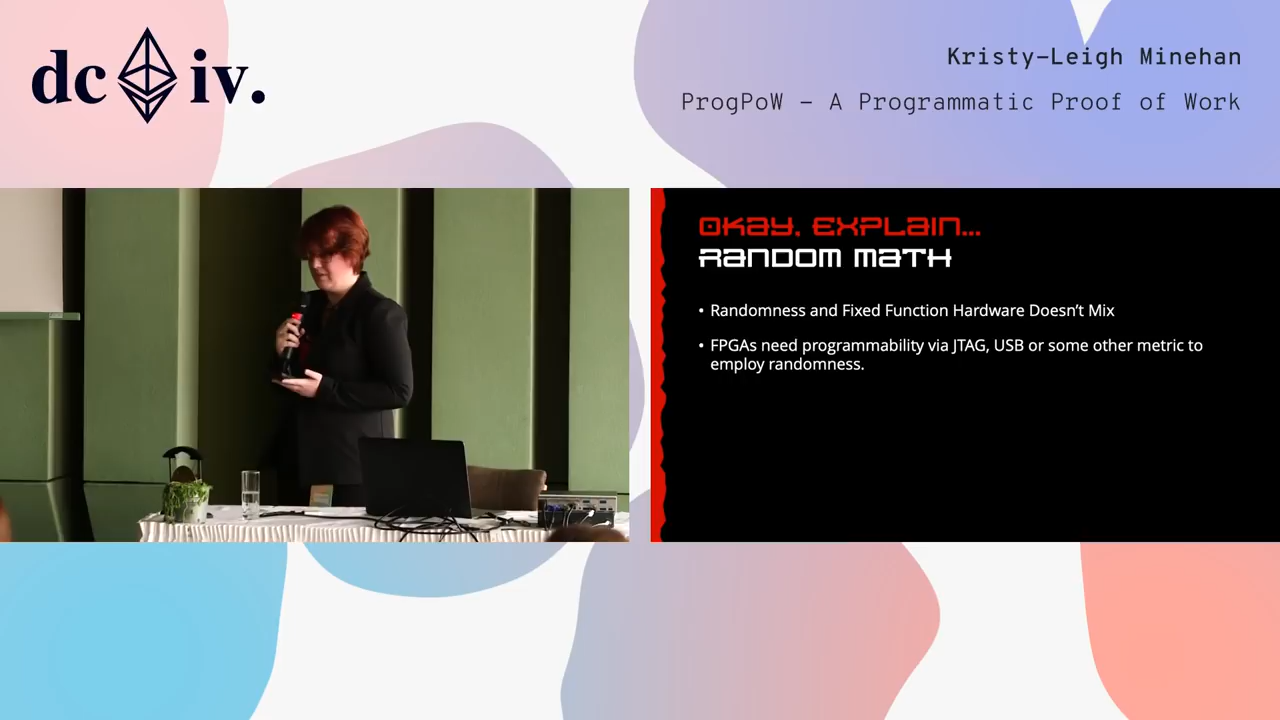 dc iv.
Kristy-Leigh Minehan
ProgPoW - A Programmatic Proof of Work
OKAY, EXPLAIN...
RANDOM MATH
• Randomness and Fixed Function Hardware Doesn't Mix
• FPGAs need programmability via JTAG, USB or some other metric to
employ randomness.